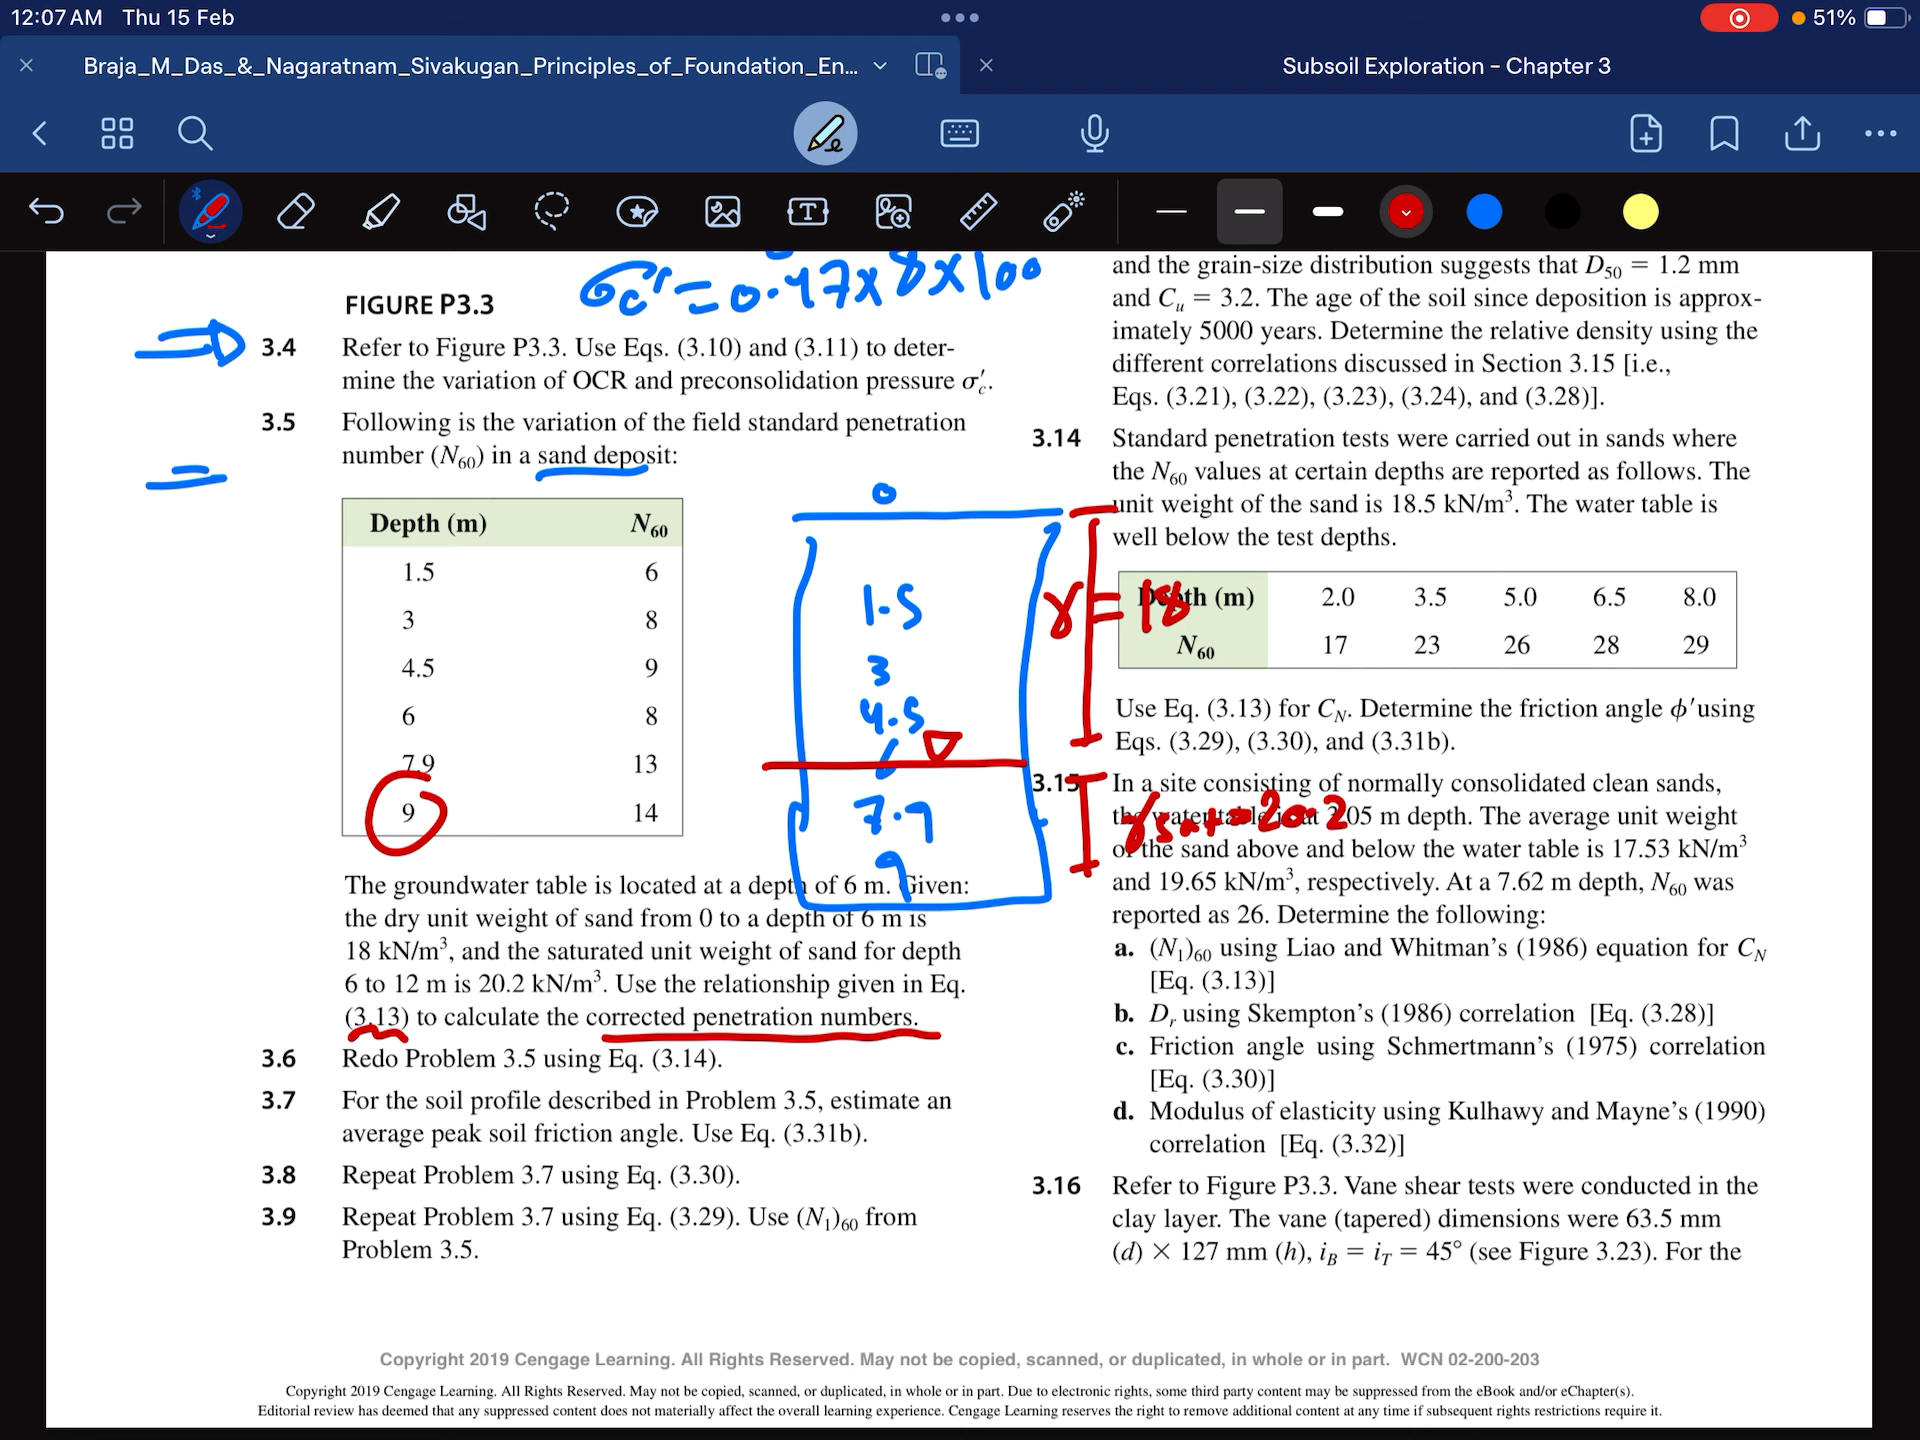 12:07 AM Thu 15 Feb
51%
Braja_M_Das_&_Nagaratnam_Sivakugan_Principles_of_Foundation_En...
Subsoil Exploration – Chapter 3
σc' = 0.47 x 8 x 100
FIGURE P3.3
3.4 Refer to Figure P3.3. Use Eqs. (3.10) and (3.11) to deter-
mine the variation of OCR and preconsolidation pressure σ′c.
3.5 Following is the variation of the field standard penetration
number (N60) in a sand deposit:
Depth (m) N60
1.5 6
3 8
4.5 9
6 8
7.9 13
9 14
0
1.5
3
4.5
6
7.9
9
γ = 18
γsat = 20.2
The groundwater table is located at a depth of 6 m. Given:
the dry unit weight of sand from 0 to a depth of 6 m is
18 kN/m³, and the saturated unit weight of sand for depth
6 to 12 m is 20.2 kN/m³. Use the relationship given in Eq.
(3.13) to calculate the corrected penetration numbers.
3.6 Redo Problem 3.5 using Eq. (3.14).
3.7 For the soil profile described in Problem 3.5, estimate an
average peak soil friction angle. Use Eq. (3.31b).
3.8 Repeat Problem 3.7 using Eq. (3.30).
3.9 Repeat Problem 3.7 using Eq. (3.29). Use (N1)60 from
Problem 3.5.
and the grain-size distribution suggests that D50 = 1.2 mm
and Cu = 3.2. The age of the soil since deposition is approx-
imately 5000 years. Determine the relative density using the
different correlations discussed in Section 3.15 [i.e.,
Eqs. (3.21), (3.22), (3.23), (3.24), and (3.28)].
3.14 Standard penetration tests were carried out in sands where
the N60 values at certain depths are reported as follows. The
unit weight of the sand is 18.5 kN/m³. The water table is
well below the test depths.
Depth (m) 2.0 3.5 5.0 6.5 8.0
N60 17 23 26 28 29
Use Eq. (3.13) for CN. Determine the friction angle ϕ′ using
Eqs. (3.29), (3.30), and (3.31b).
3.15 In a site consisting of normally consolidated clean sands,
the water table is at 3.05 m depth. The average unit weight
of the sand above and below the water table is 17.53 kN/m³
and 19.65 kN/m³, respectively. At a 7.62 m depth, N60 was
reported as 26. Determine the following:
a. (N1)60 using Liao and Whitman's (1986) equation for CN
[Eq. (3.13)]
b. Dr using Skempton's (1986) correlation [Eq. (3.28)]
c. Friction angle using Schmertmann's (1975) correlation
[Eq. (3.30)]
d. Modulus of elasticity using Kulhawy and Mayne's (1990)
correlation [Eq. (3.32)]
3.16 Refer to Figure P3.3. Vane shear tests were conducted in the
clay layer. The vane (tapered) dimensions were 63.5 mm
(d) × 127 mm (h), iB = iT = 45° (see Figure 3.23). For the
Copyright 2019 Cengage Learning. All Rights Reserved. May not be copied, scanned, or duplicated, in whole or in part. WCN 02-200-203
Copyright 2019 Cengage Learning. All Rights Reserved. May not be copied, scanned, or duplicated, in whole or in part. Due to electronic rights, some third party content may be suppressed from the eBook and/or eChapter(s).
Editorial review has deemed that any suppressed content does not materially affect the overall learning experience. Cengage Learning reserves the right to remove additional content at any time if subsequent rights restrictions require it.